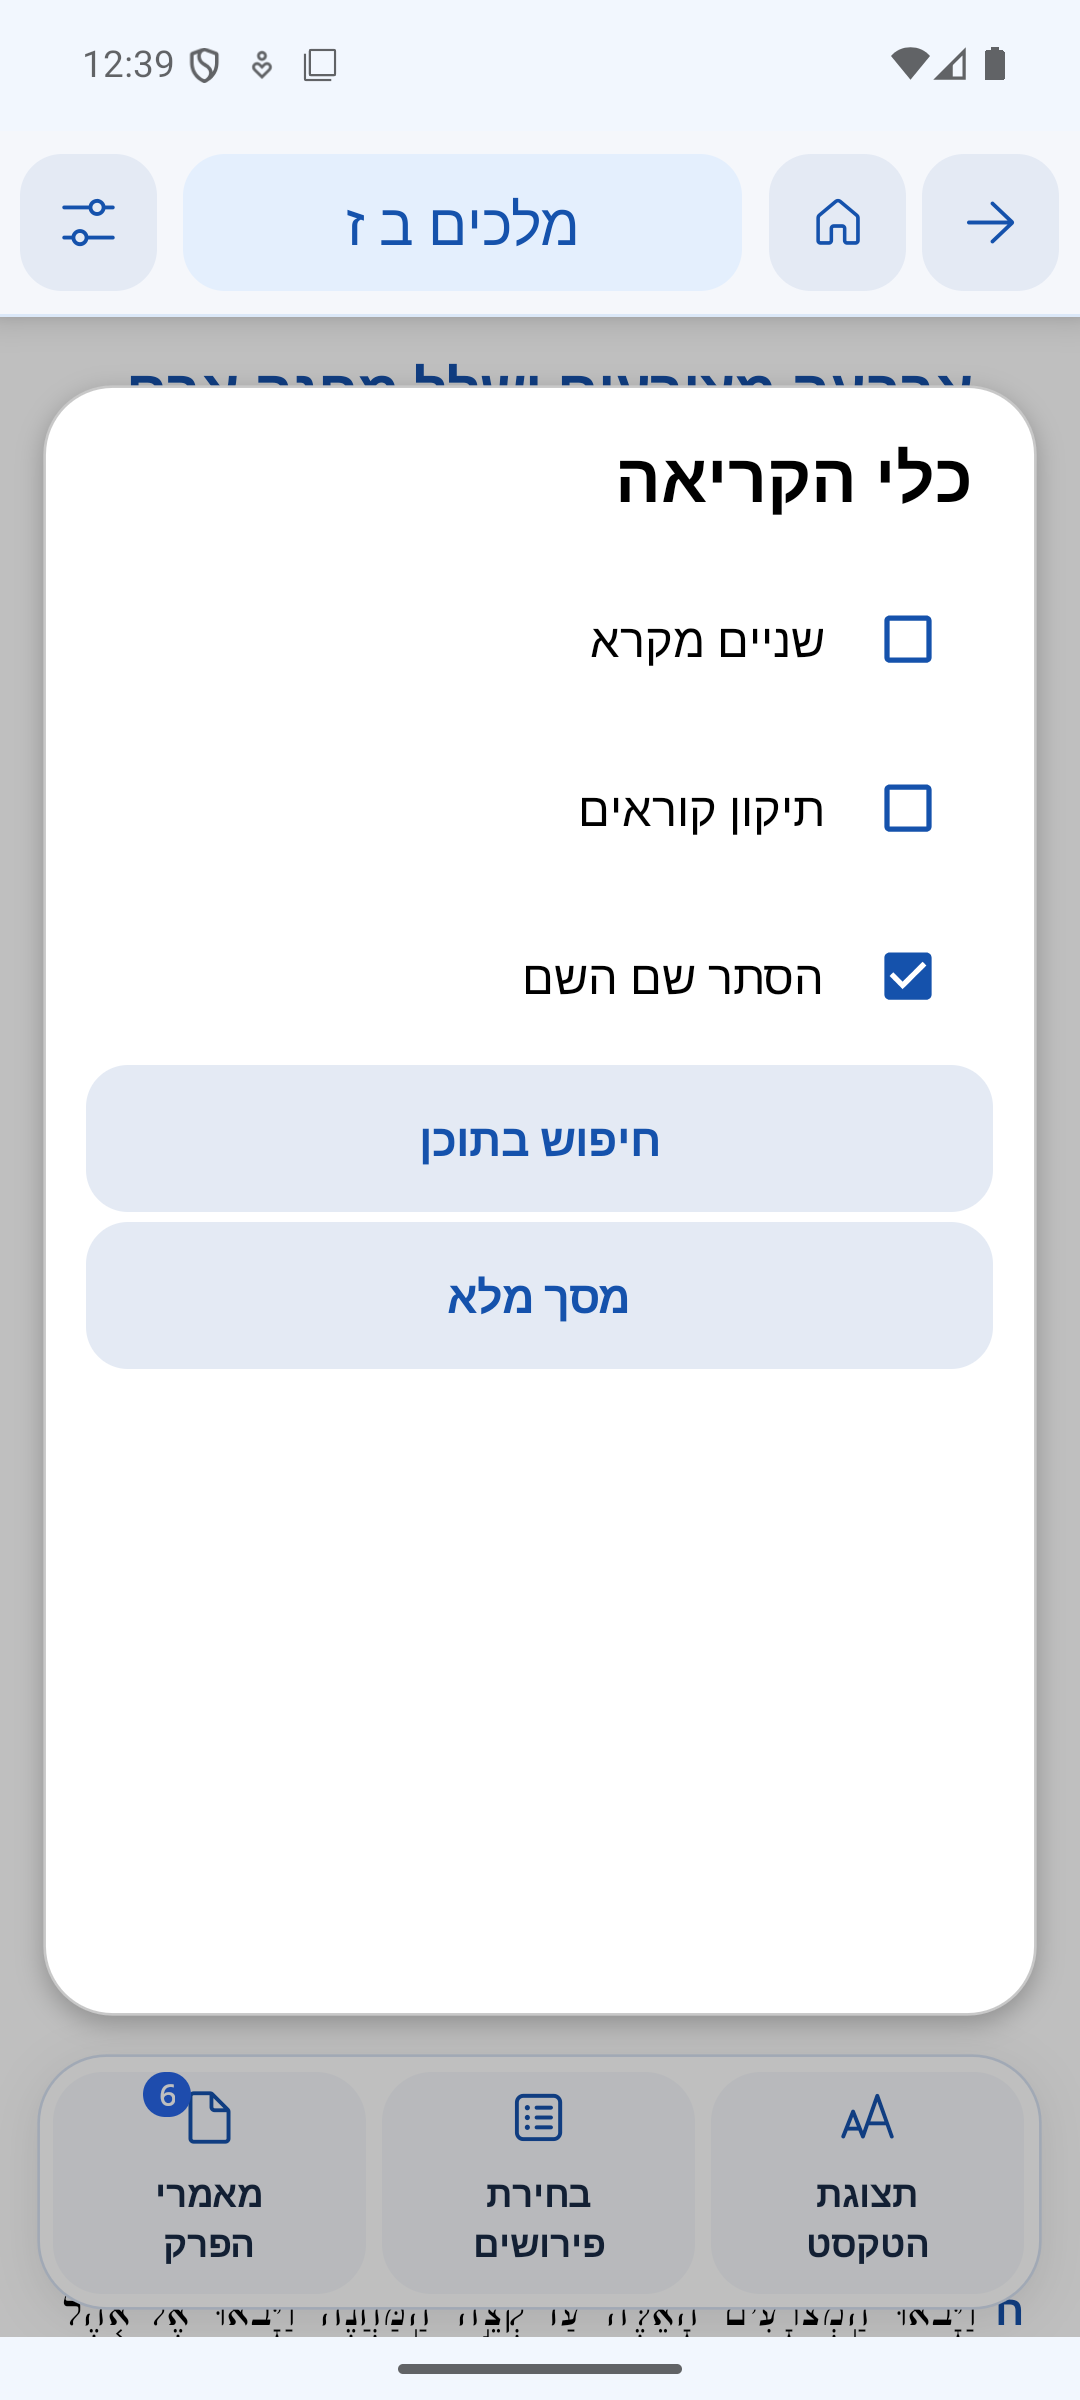 12:39
מלכים ב ז
כלי הקריאה
שניים מקרא
תיקון קוראים
הסתר שם השם
חיפוש בתוכן
מסך מלא
תצוגת
הטקסט
בחירת
פירושים
6
מאמרי
הפרק